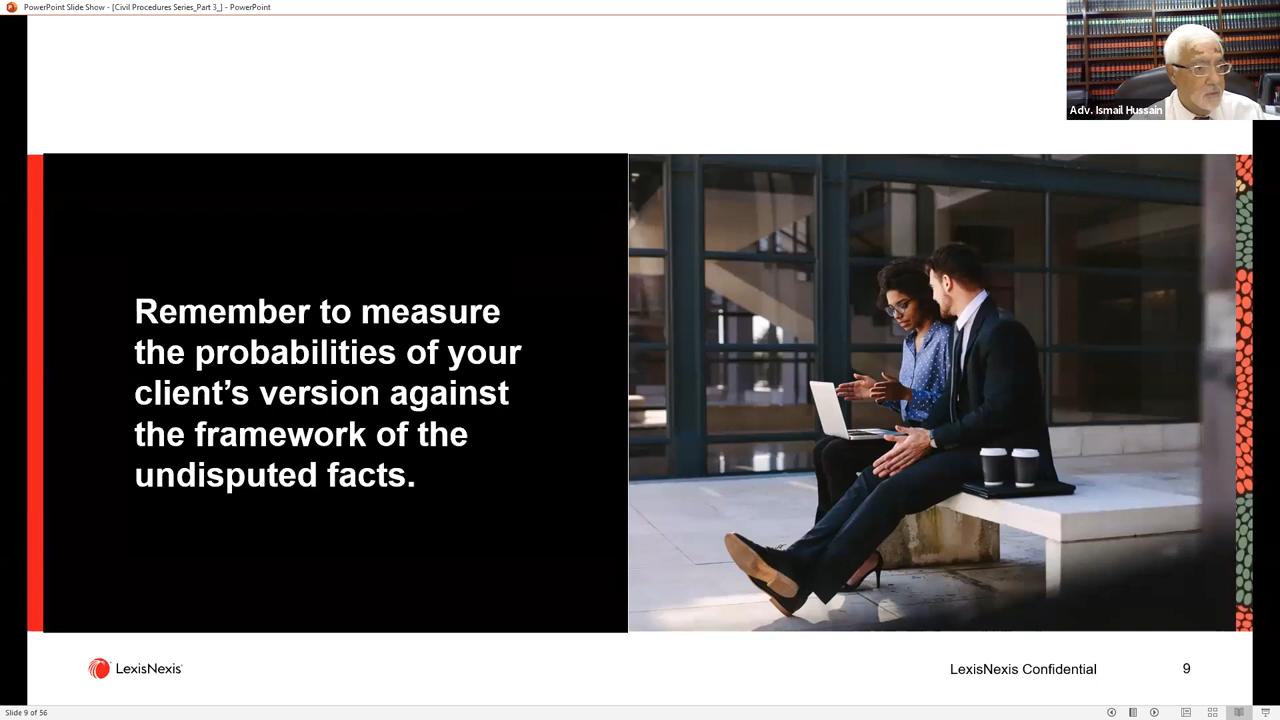 PowerPoint Slide Show - [Civil Procedures Series_Part 3_] - PowerPoint
Adv. Ismail Hussain
Remember to measure
the probabilities of your
client’s version against
the framework of the
undisputed facts.
LexisNexis
LexisNexis Confidential
9
Slide 9 of 56